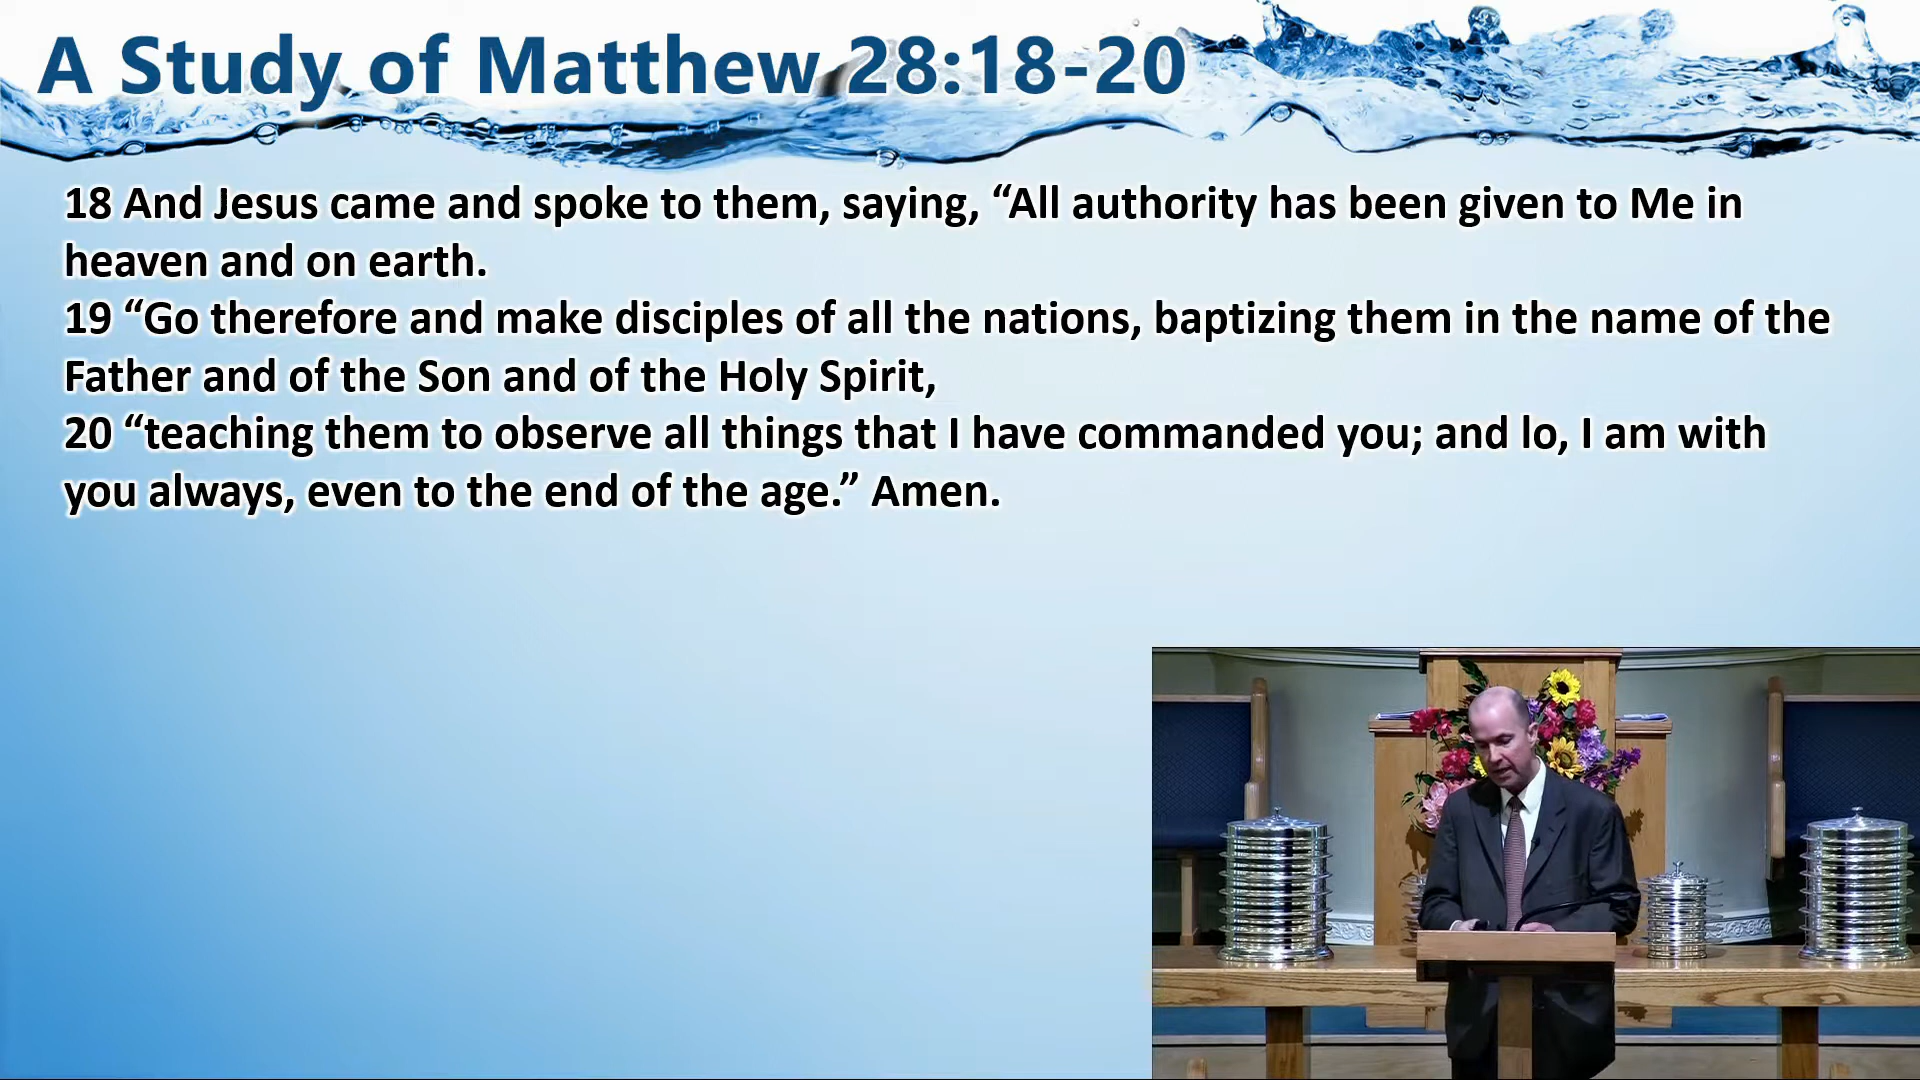 A Study of Matthew 28:18-20
18 And Jesus came and spoke to them, saying, “All authority has been given to Me in
heaven and on earth.
19 “Go therefore and make disciples of all the nations, baptizing them in the name of the
Father and of the Son and of the Holy Spirit,
20 “teaching them to observe all things that I have commanded you; and lo, I am with
you always, even to the end of the age.” Amen.